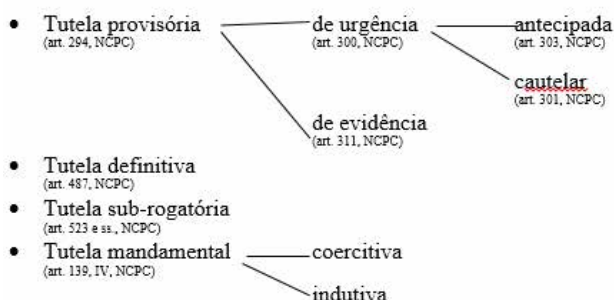 • Tutela provisória de urgência antecipada
(art. 294, NCPC) (art. 300, NCPC) (art. 303, NCPC)
cautelar
(art. 301, NCPC)
de evidência
(art. 311, NCPC)
• Tutela definitiva
(art. 487, NCPC)
• Tutela sub-rogatória
(art. 523 e ss., NCPC)
• Tutela mandamental coercitiva
(art. 139, IV, NCPC)
indutiva